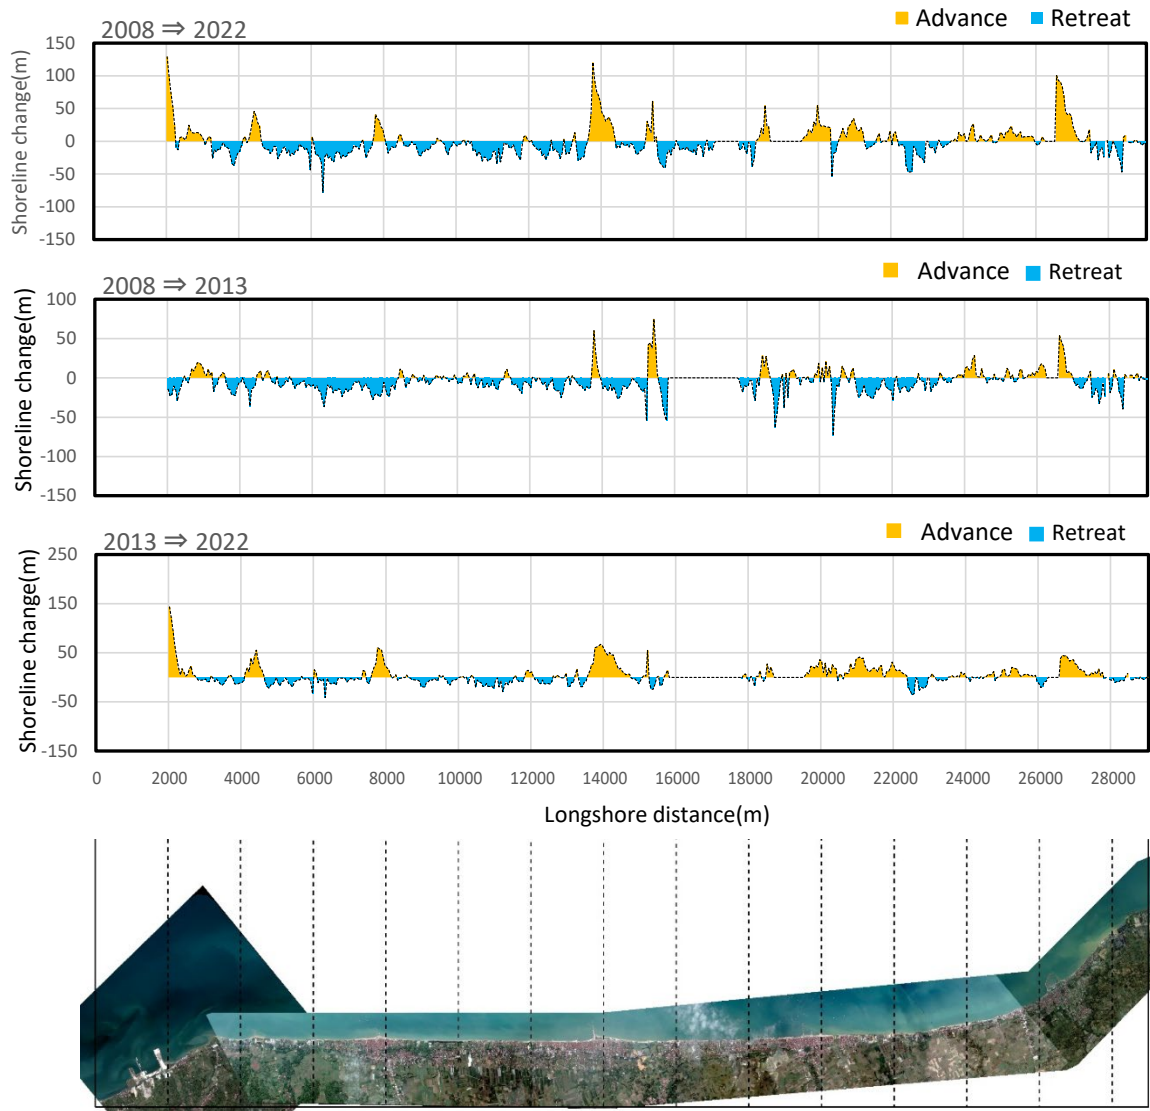 Advance Retreat
2008 ⇒ 2022
Shoreline change(m)
150
100
50
0
-50
-100
-150
Advance Retreat
2008 ⇒ 2013
Shoreline change(m)
100
50
0
-50
-100
-150
Advance Retreat
2013 ⇒ 2022
Shoreline change(m)
250
150
50
-50
-150
0 2000 4000 6000 8000 10000 12000 14000 16000 18000 20000 22000 24000 26000 28000
Longshore distance(m)